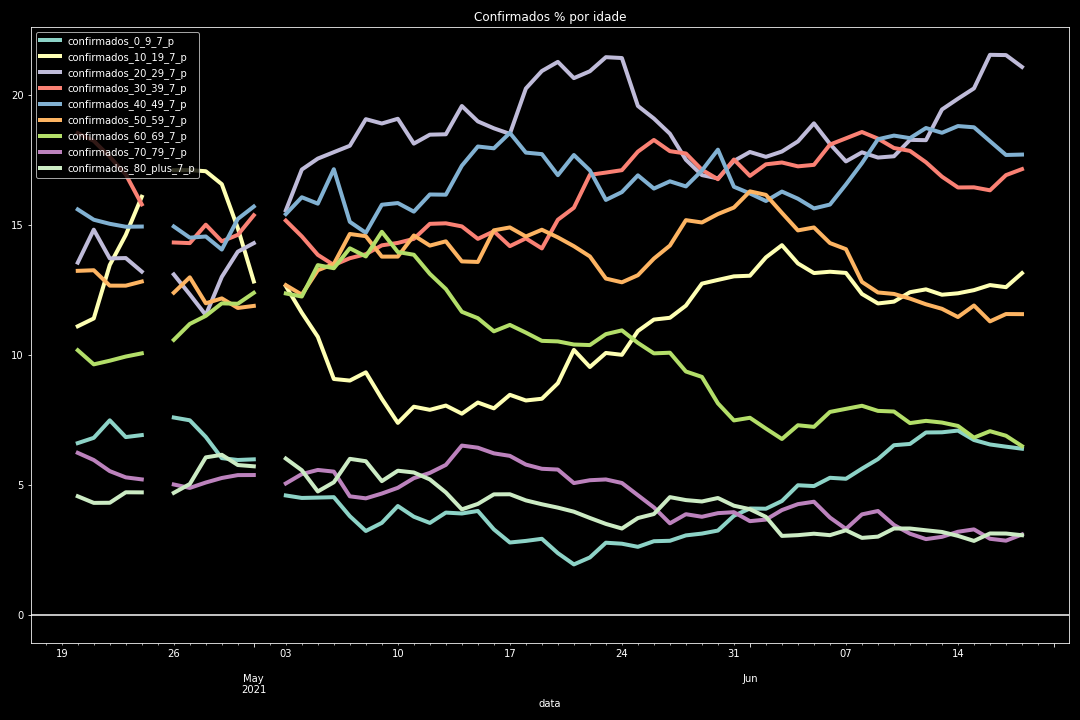 Confirmados % por idade
confirmados_0_9_7_p
confirmados_10_19_7_p
confirmados_20_29_7_p
confirmados_30_39_7_p
confirmados_40_49_7_p
confirmados_50_59_7_p
confirmados_60_69_7_p
confirmados_70_79_7_p
confirmados_80_plus_7_p
20
15
10
5
0
19 26 03 10 17 24 31 07 14
May Jun
2021
data